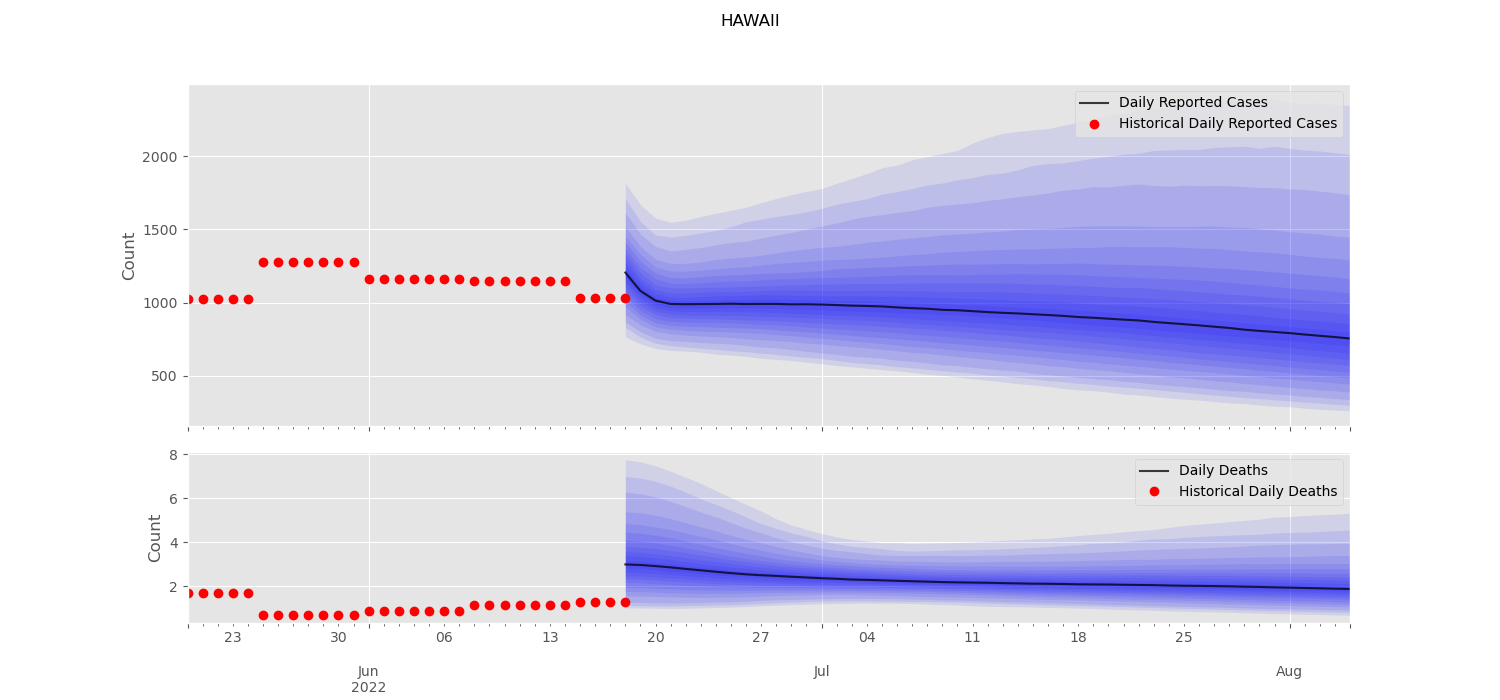 HAWAII
Count
2000
1500
1000
500
Daily Reported Cases
Historical Daily Reported Cases
Count
8
6
4
2
Daily Deaths
Historical Daily Deaths
23 30 06 13 20 27 04 11 18 25
Jun Jul Aug
2022